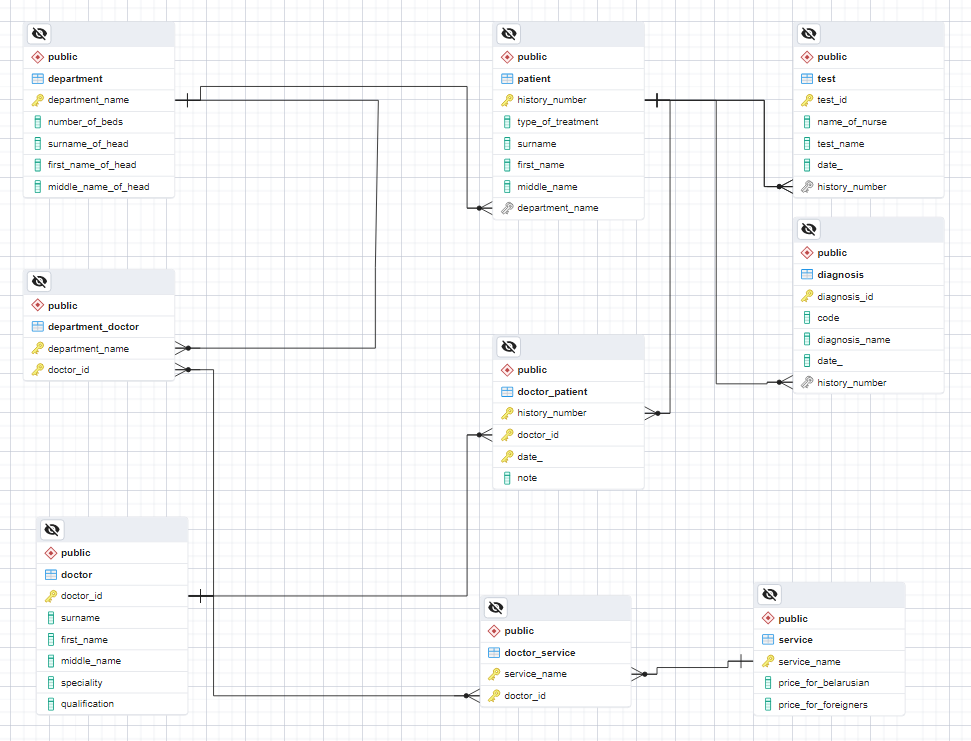 public
department
department_name
number_of_beds
surname_of_head
first_name_of_head
middle_name_of_head
public
patient
history_number
type_of_treatment
surname
first_name
middle_name
department_name
public
test
test_id
name_of_nurse
test_name
date_
history_number
public
diagnosis
diagnosis_id
code
diagnosis_name
date_
history_number
public
department_doctor
department_name
doctor_id
public
doctor_patient
history_number
doctor_id
date_
note
public
doctor
doctor_id
surname
first_name
middle_name
speciality
qualification
public
doctor_service
service_name
doctor_id
public
service
service_name
price_for_belarusian
price_for_foreigners